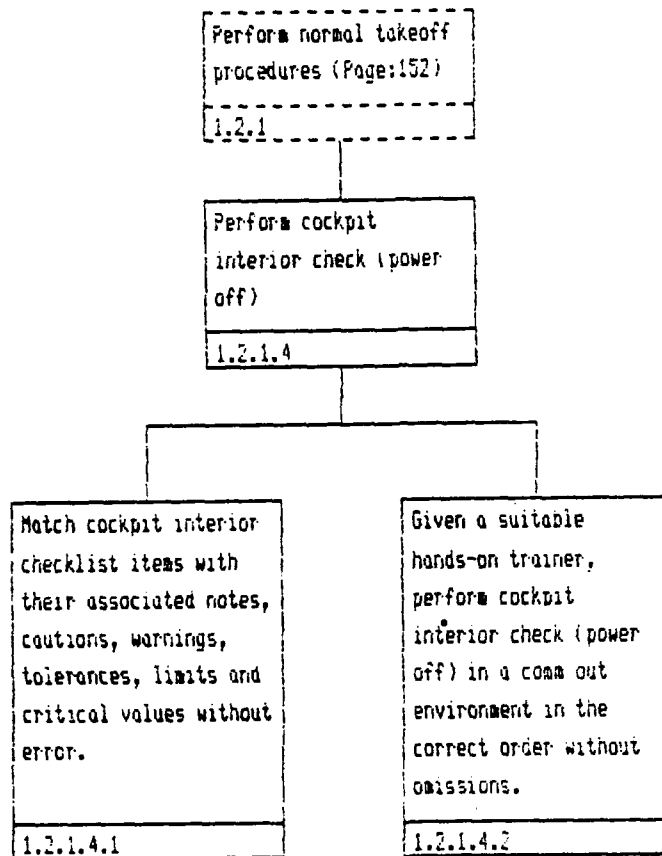 Perform normal takeoff
procedures (Page:152)
1.2.1
Perform cockpit
interior check (power
off)
1.2.1.4
Match cockpit interior
checklist items with
their associated notes,
cautions, warnings,
tolerances, limits and
critical values without
error.
1.2.1.4.1
Given a suitable
hands-on trainer,
perform cockpit
interior check (power
off) in a comm out
environment in the
correct order without
omissions.
1.2.1.4.2